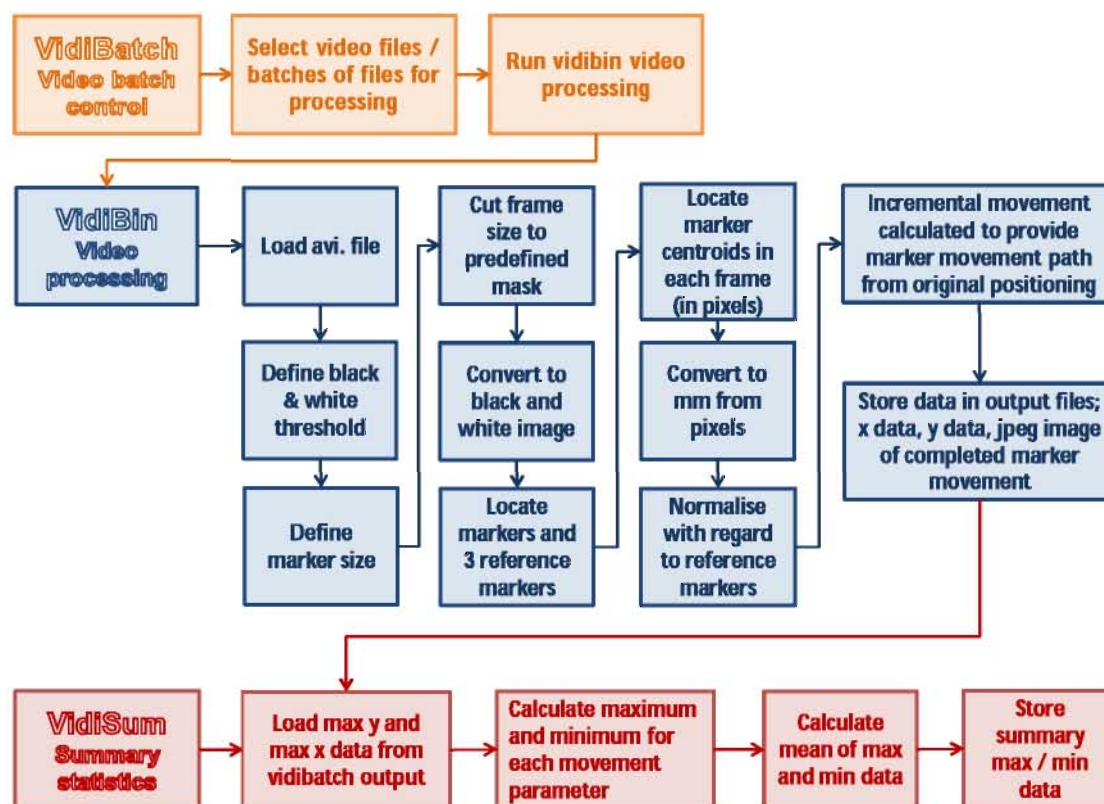 VidiBatch
Video batch
control
Select video files /
batches of files for
processing
Run vidibin video
processing
VidiBin
Video
processing
Load avi. file
Define black
& white
threshold
Define
marker size
Cut frame
size to
predefined
mask
Convert to
black and
white image
Locate
markers and
3 reference
markers
Locate
marker
centroids in
each frame
(in pixels)
Convert to
mm from
pixels
Normalise
with regard
to reference
markers
Incremental movement
calculated to provide
marker movement path
from original positioning
Store data in output files;
x data, y data, jpeg image
of completed marker
movement
VidiSum
Summary
statistics
Load max y and
max x data from
vidibatch output
Calculate maximum
and minimum for
each movement
parameter
Calculate
mean of max
and min data
Store
summary
max / min
data